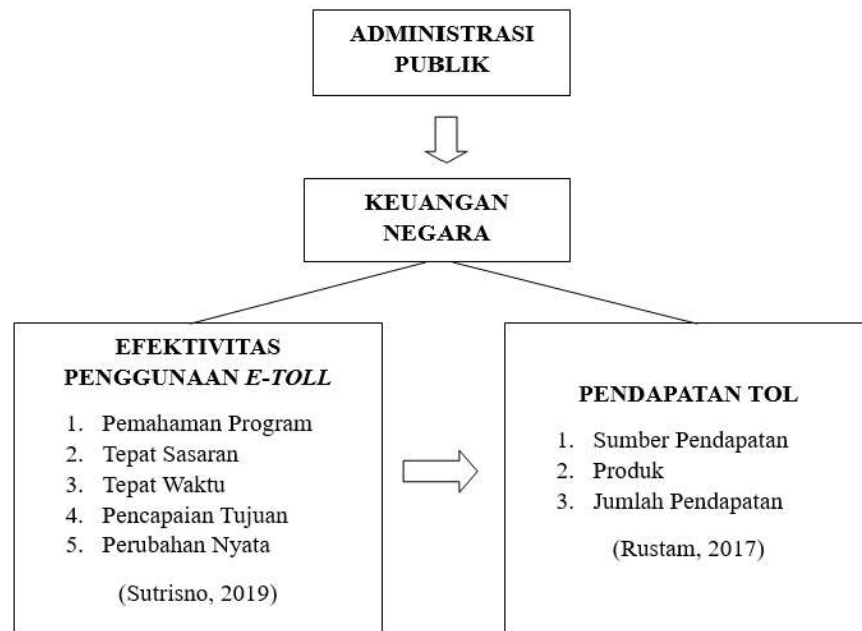 ADMINISTRASI
PUBLIK
KEUANGAN
NEGARA
EFEKTIVITAS
PENGGUNAAN E-TOLL
1. Pemahaman Program
2. Tepat Sasaran
3. Tepat Waktu
4. Pencapaian Tujuan
5. Perubahan Nyata
(Sutrisno, 2019)
PENDAPATAN TOL
1. Sumber Pendapatan
2. Produk
3. Jumlah Pendapatan
(Rustam, 2017)